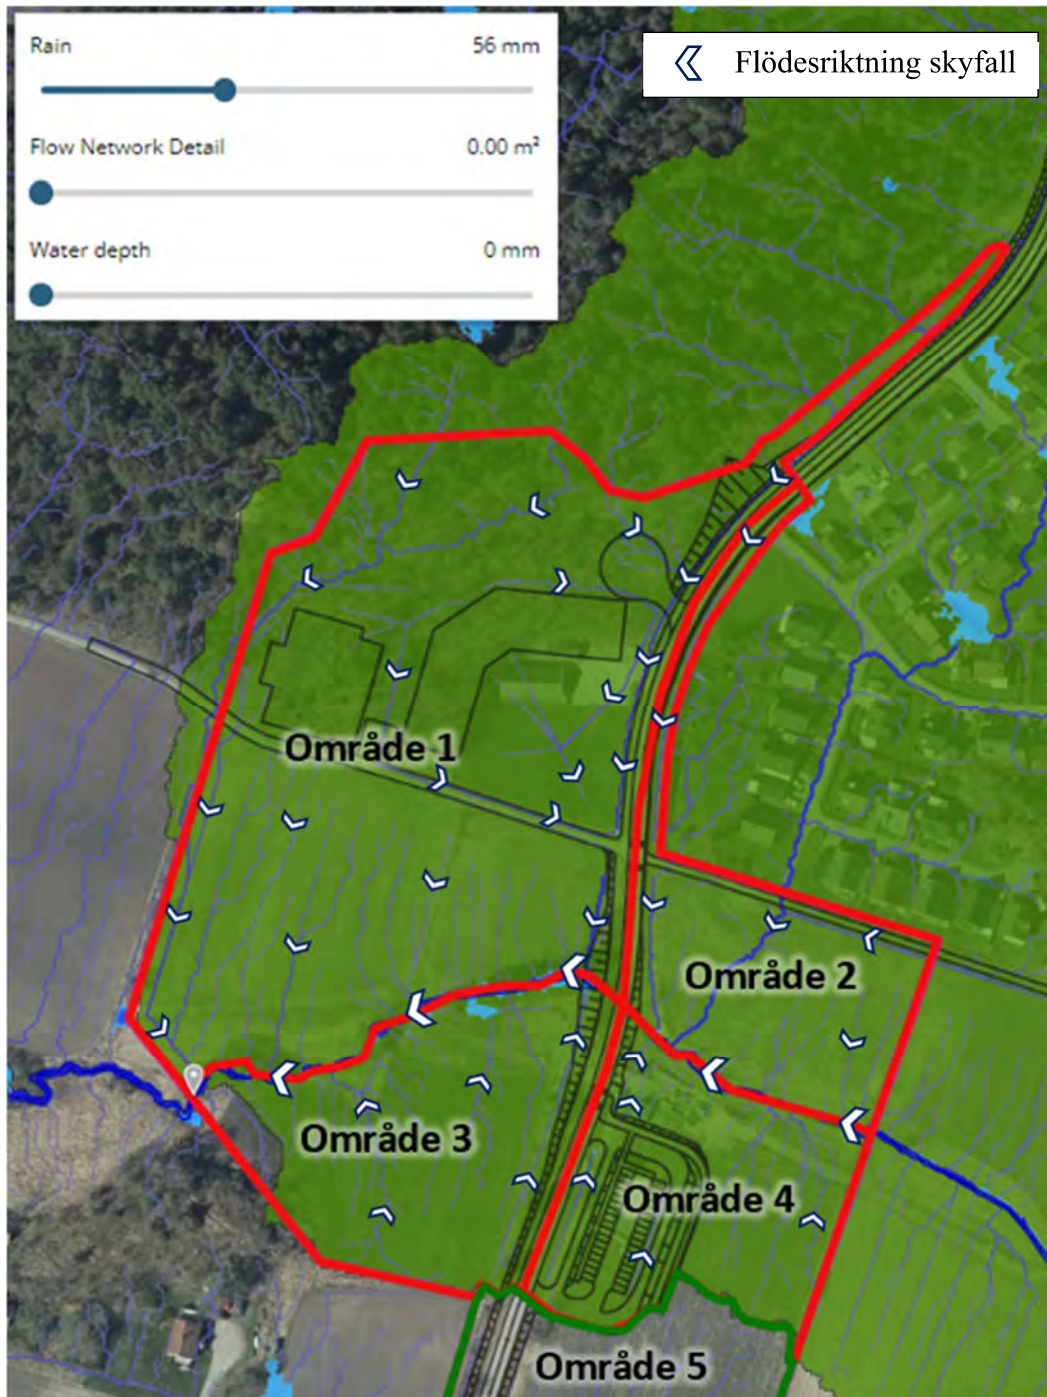 Rain 56 mm
Flow Network Detail 0.00 m²
Water depth 0 mm
Flödesriktning skyfall
Område 1
Område 2
Område 3
Område 4
Område 5